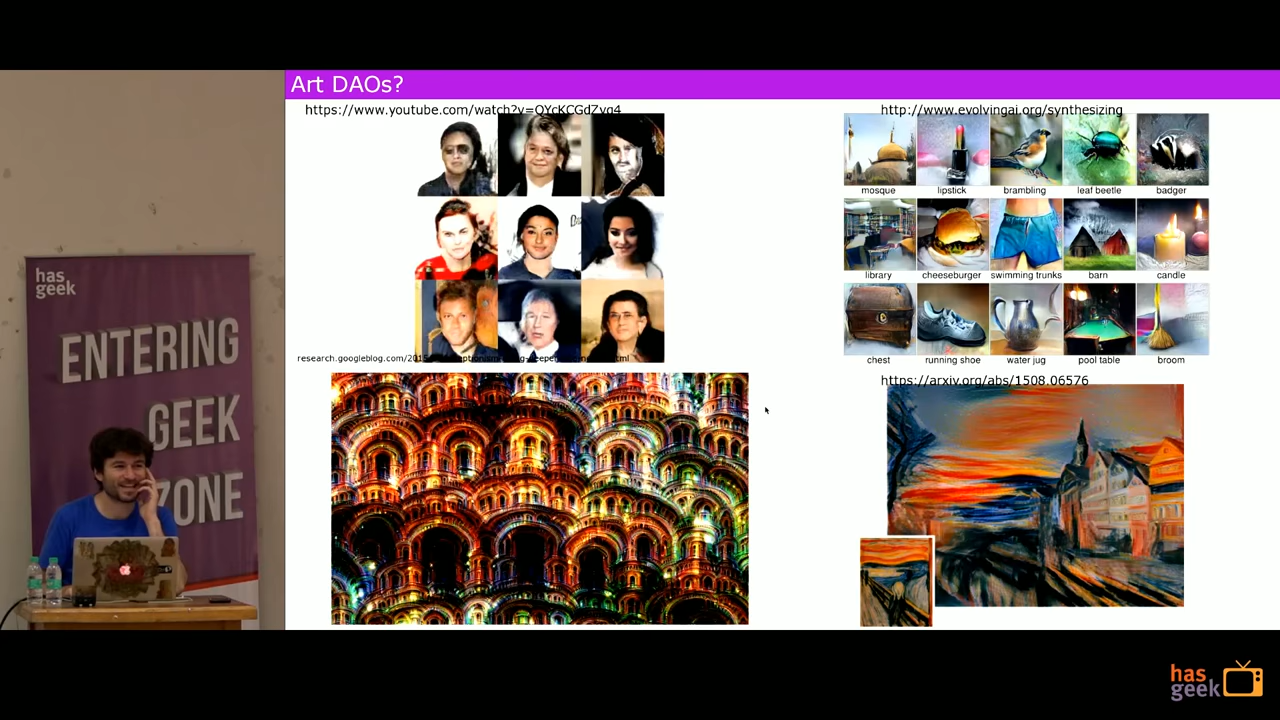 Art DAOs?
https://www.youtube.com/watch?v=QYcKCGdZvg4
http://www.evolvingai.org/synthesizing
mosque
lipstick
brambling
leaf beetle
badger
library
cheeseburger
swimming trunks
barn
candle
chest
running shoe
water jug
pool table
broom
https://arxiv.org/abs/1508.06576
has
geek
ENTERING
GEEK
ZONE
has
geek